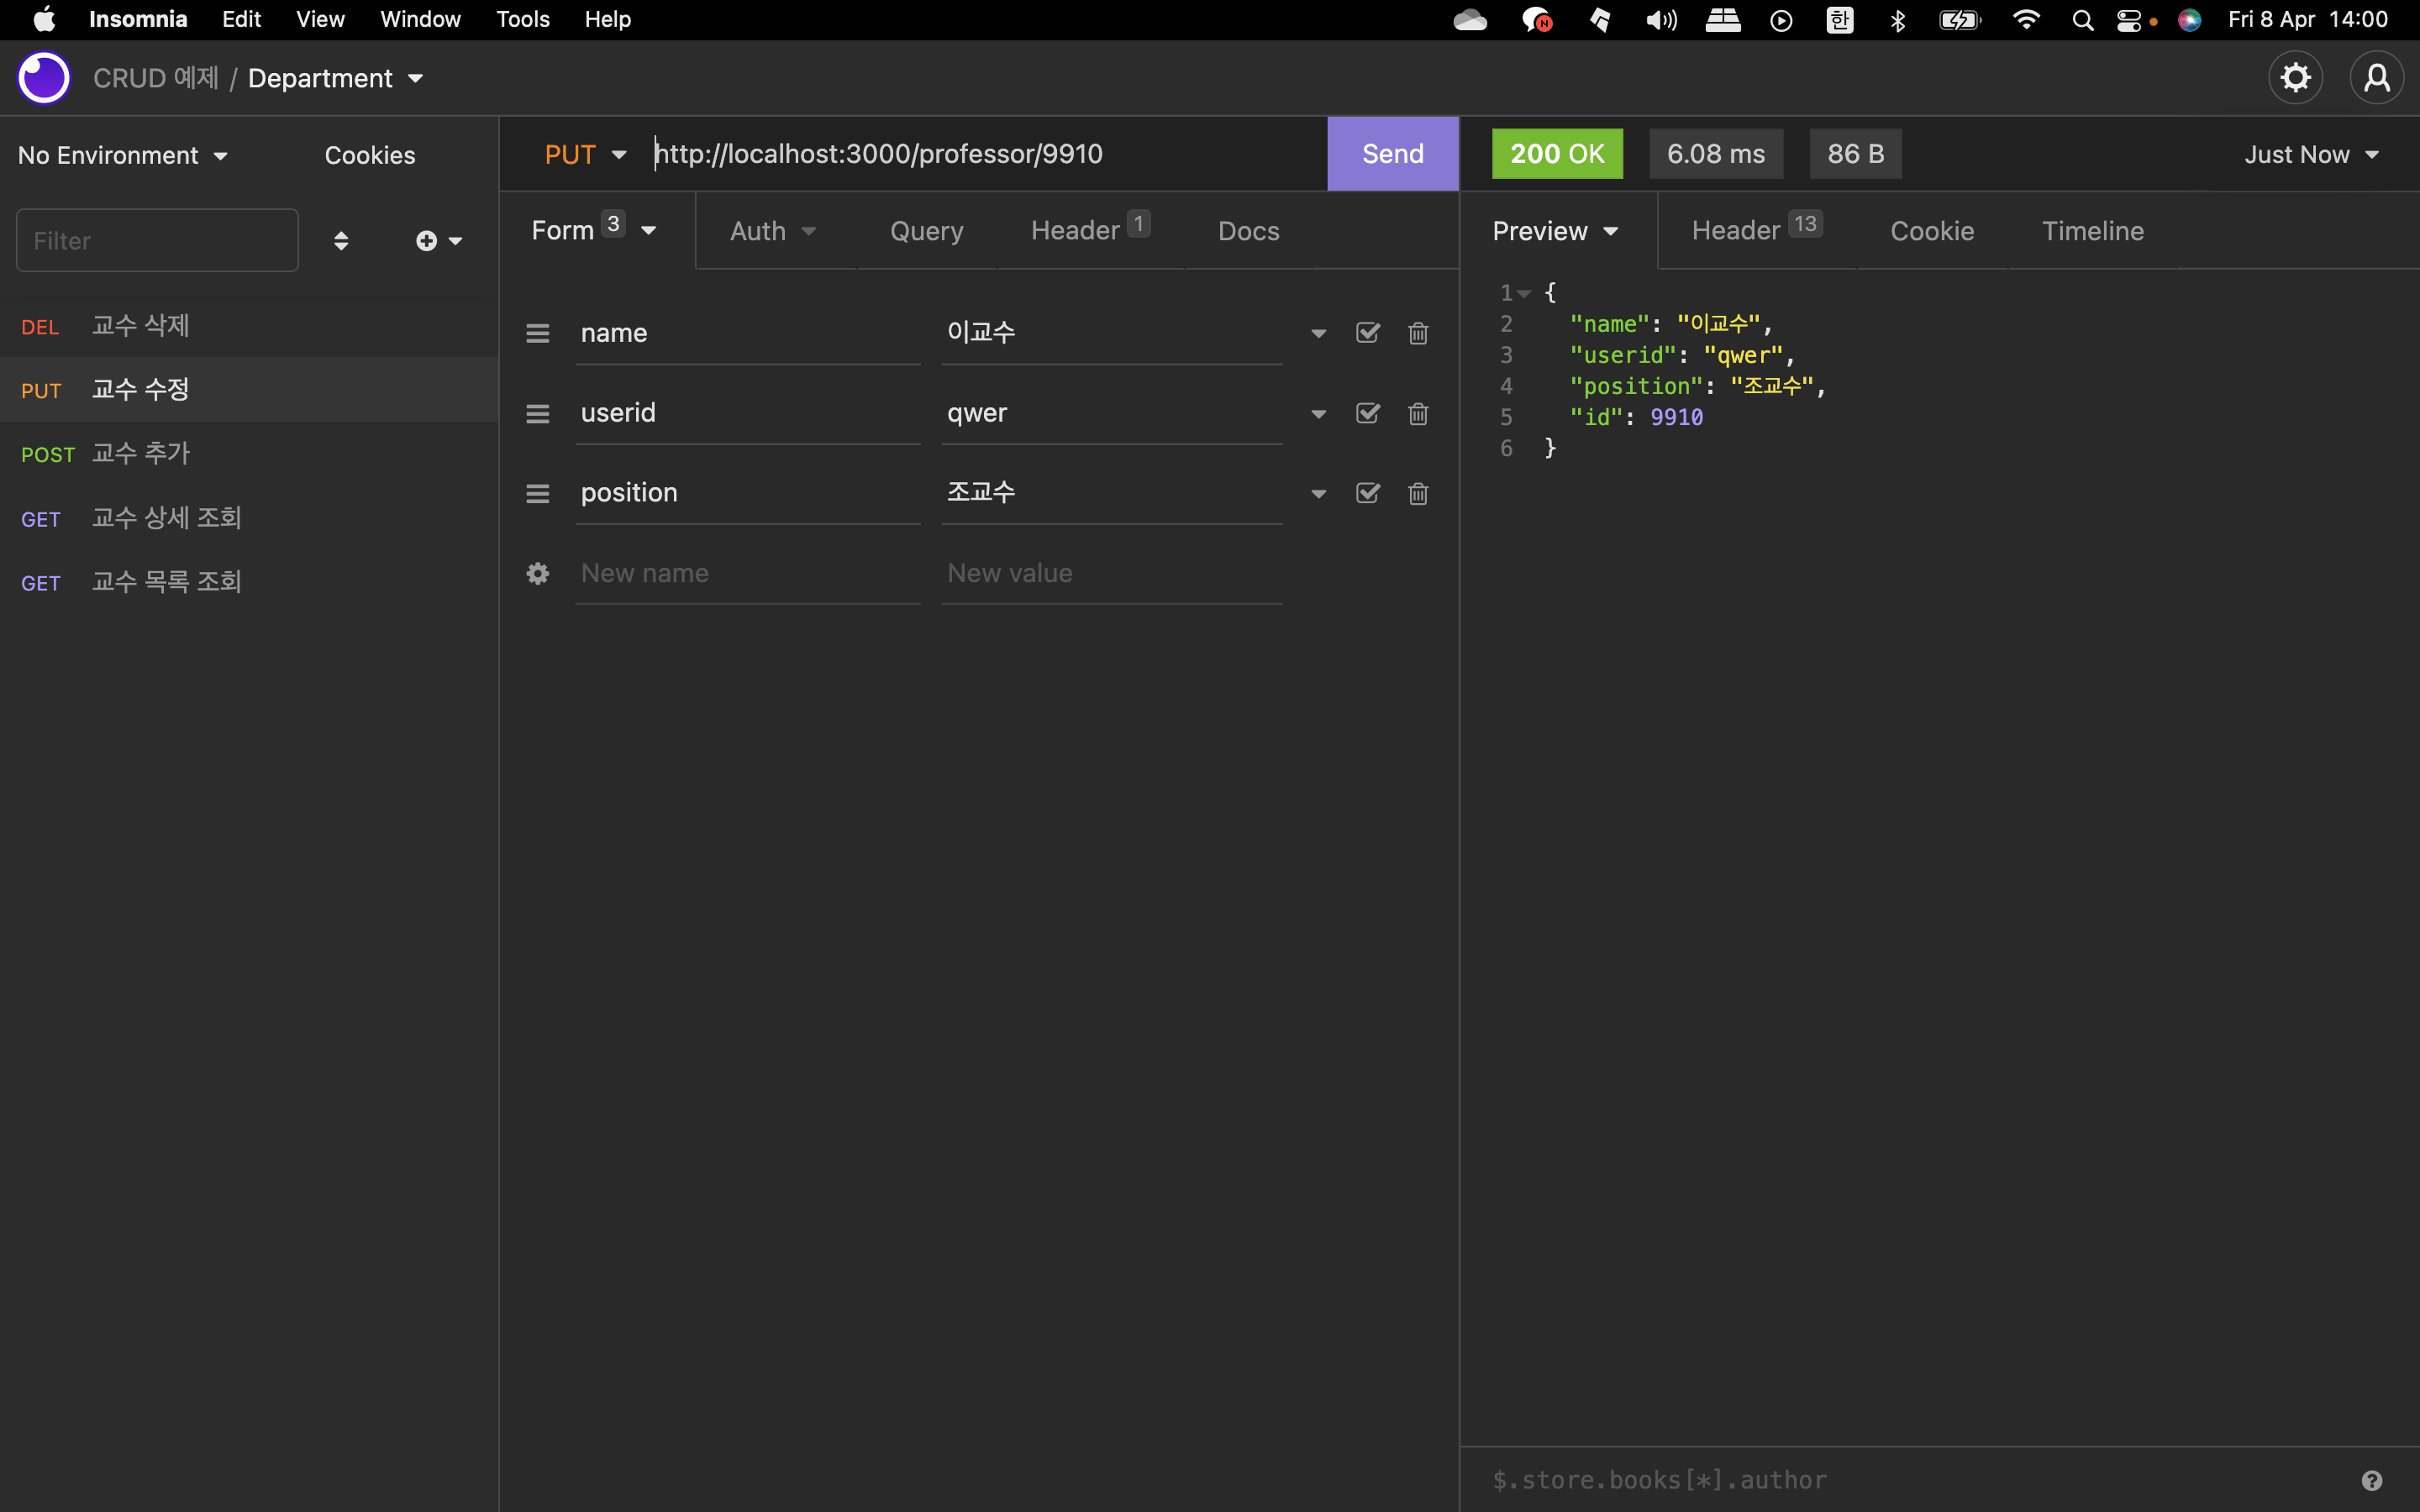 Insomnia Edit View Window Tools Help 한 Fri 8 Apr 14:00
CRUD 예제 / Department
No Environment Cookies
Filter
DEL 교수 삭제
PUT 교수 수정
POST 교수 추가
GET 교수 상세 조회
GET 교수 목록 조회
PUT http://localhost:3000/professor/9910 Send
Form 3 Auth Query Header 1 Docs
name 이교수
userid qwer
position 조교수
New name New value
200 OK 6.08 ms 86 B Just Now
Preview Header 13 Cookie Timeline
1 {
2 "name": "이교수",
3 "userid": "qwer",
4 "position": "조교수",
5 "id": 9910
6 }
$.store.books[*].author